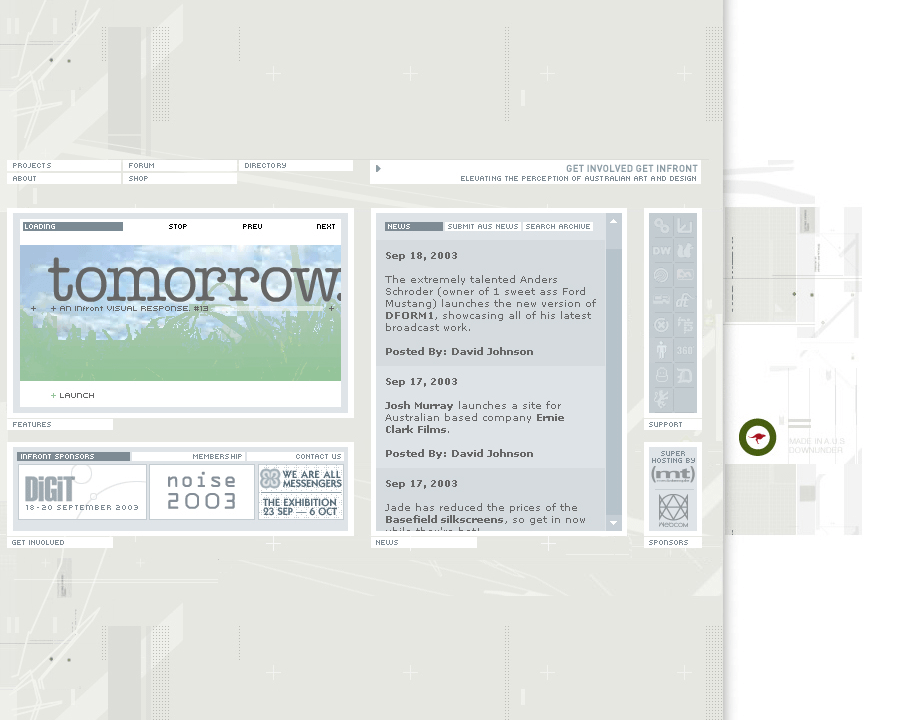 PROJECTS
FORUM
DIRECTORY
ABOUT
SHOP
GET INVOLVED GET INFRONT
ELEVATING THE PERCEPTION OF AUSTRALIAN ART AND DESIGN
LOADING
STOP
PREV
NEXT
tomorrow.
+ AN infront VISUAL RESPONSE. #13
+ LAUNCH
FEATURES
NEWS
SUBMIT AUS NEWS
SEARCH ARCHIVE
Sep 18, 2003
The extremely talented Anders
Schroder (owner of 1 sweet ass Ford
Mustang) launches the new version of
DFORM1, showcasing all of his latest
broadcast work.
Posted By: David Johnson
Sep 17, 2003
Josh Murray launches a site for
Australian based company Ernie
Clark Films.
Posted By: David Johnson
Sep 17, 2003
Jade has reduced the prices of the
Basefield silkscreens, so get in now
while they're hot!
NEWS
SUPPORT
INFRONT SPONSORS
MEMBERSHIP
CONTACT US
DiGiT
18-20 SEPTEMBER 2003
noise
2003
WE ARE ALL
MESSENGERS
THE EXHIBITION
23 SEP — 6 OCT
GET INVOLVED
SUPER
HOSTING BY
(mt)
WEBCOM
SPONSORS
MADE IN A.U.S.
DOWNUNDER.